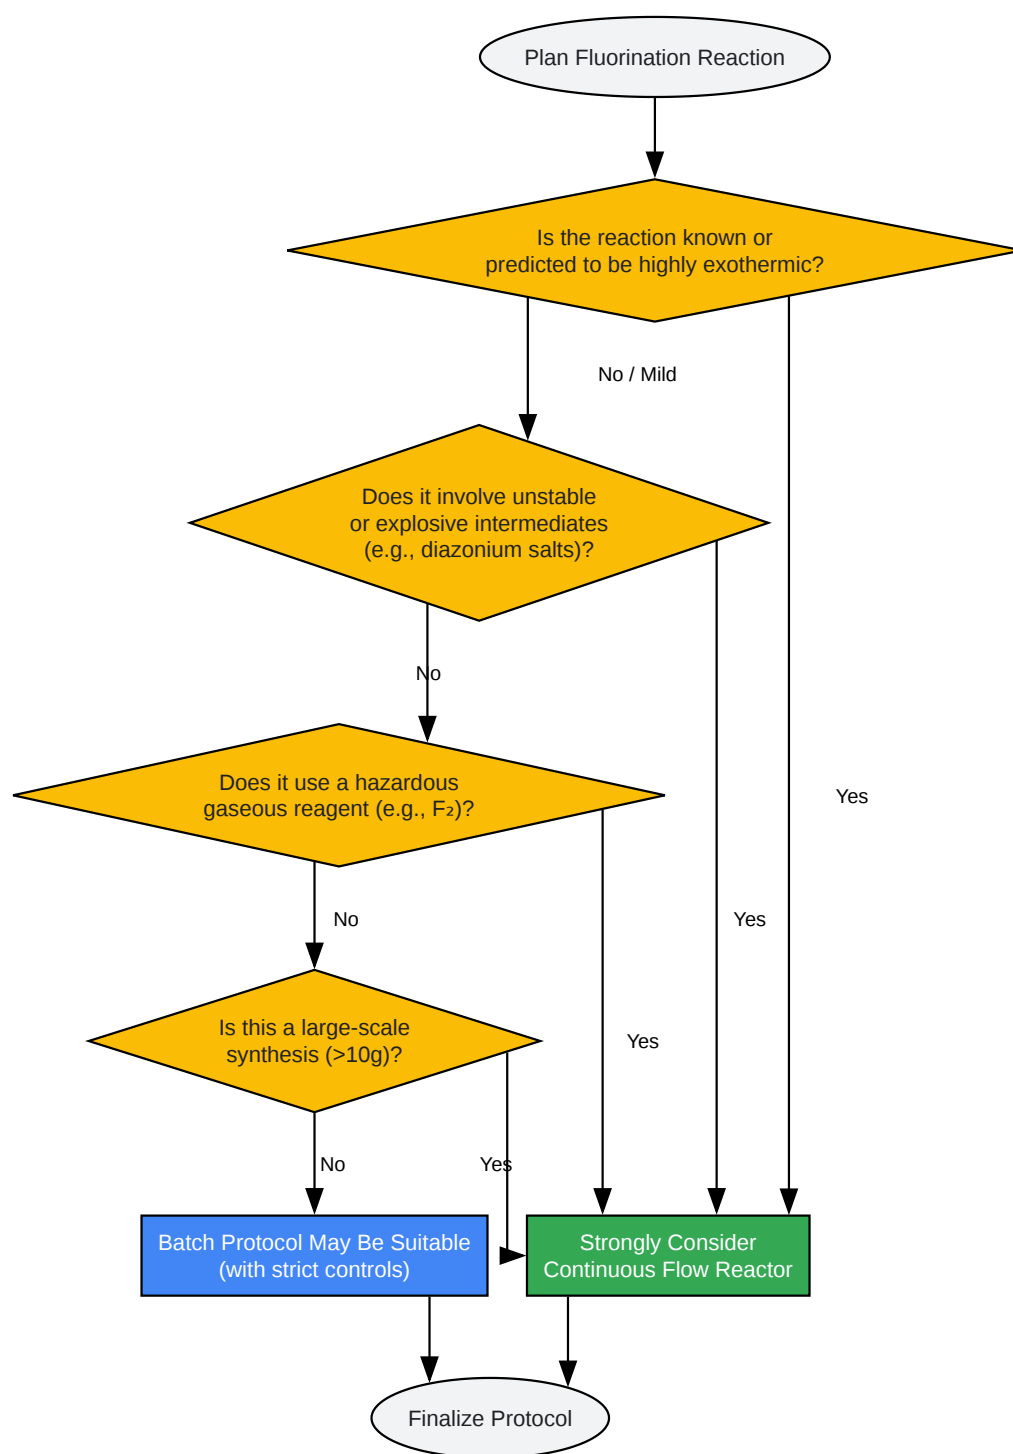 Plan Fluorination Reaction
Is the reaction known or
predicted to be highly exothermic?
No / Mild
Does it involve unstable
or explosive intermediates
(e.g., diazonium salts)?
No
Does it use a hazardous
gaseous reagent (e.g., F₂)?
Yes
No
Yes
Is this a large-scale
synthesis (>10g)?
Yes
No
Yes
Batch Protocol May Be Suitable
(with strict controls)
Strongly Consider
Continuous Flow Reactor
Finalize Protocol